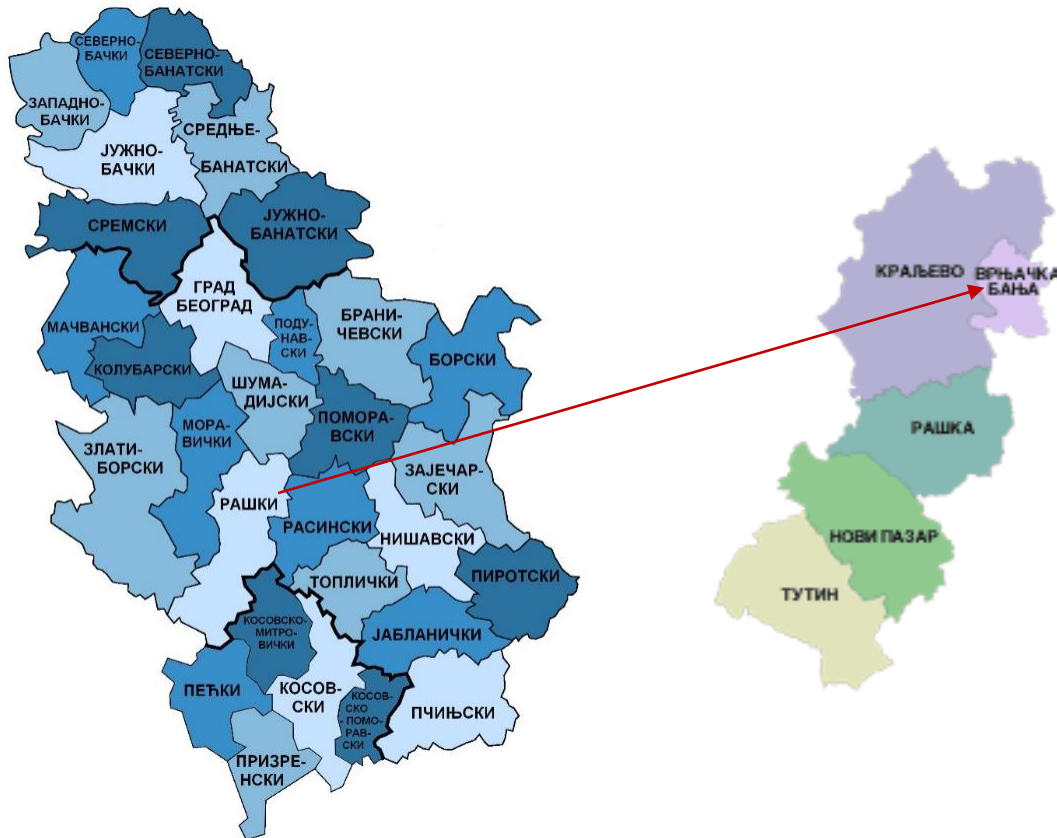 СЕВЕРНО-
БАЧКИ
СЕВЕРНО-
БАНАТСКИ
ЗАПАДНО-
БАЧКИ
ЈУЖНО-
БАЧКИ
СРЕДЊЕ-
БАНАТСКИ
СРЕМСКИ
ЈУЖНО-
БАНАТСКИ
ГРАД
БЕОГРАД
МАЧВАНСКИ
КОЛУБАРСКИ
ПОДУ-
НАВ-
СКИ
БРАНИ-
ЧЕВСКИ
БОРСКИ
ШУМА-
ДИЈСКИ
ПОМОРА-
ВСКИ
ЗЛАТИ-
БОРСКИ
МОРА-
ВИЧКИ
ЗАЈЕЧАР-
СКИ
РАШКИ
РАСИНСКИ
НИШАВСКИ
ТОПЛИЧКИ
ПИРОТСКИ
КОСОВСКО-
МИТРО-
ВИЧКИ
ЈАБЛАНИЧКИ
ПЕЋКИ
КОСОВ-
СКИ
КОСОВ-
СКО
- ПОМО-
РАВ-
СКИ
ПЧИЊСКИ
ПРИЗРЕ-
НСКИ
КРАЉЕВО
ВРЊАЧКА
БАЊА
РАШКА
НОВИ ПАЗАР
ТУТИН